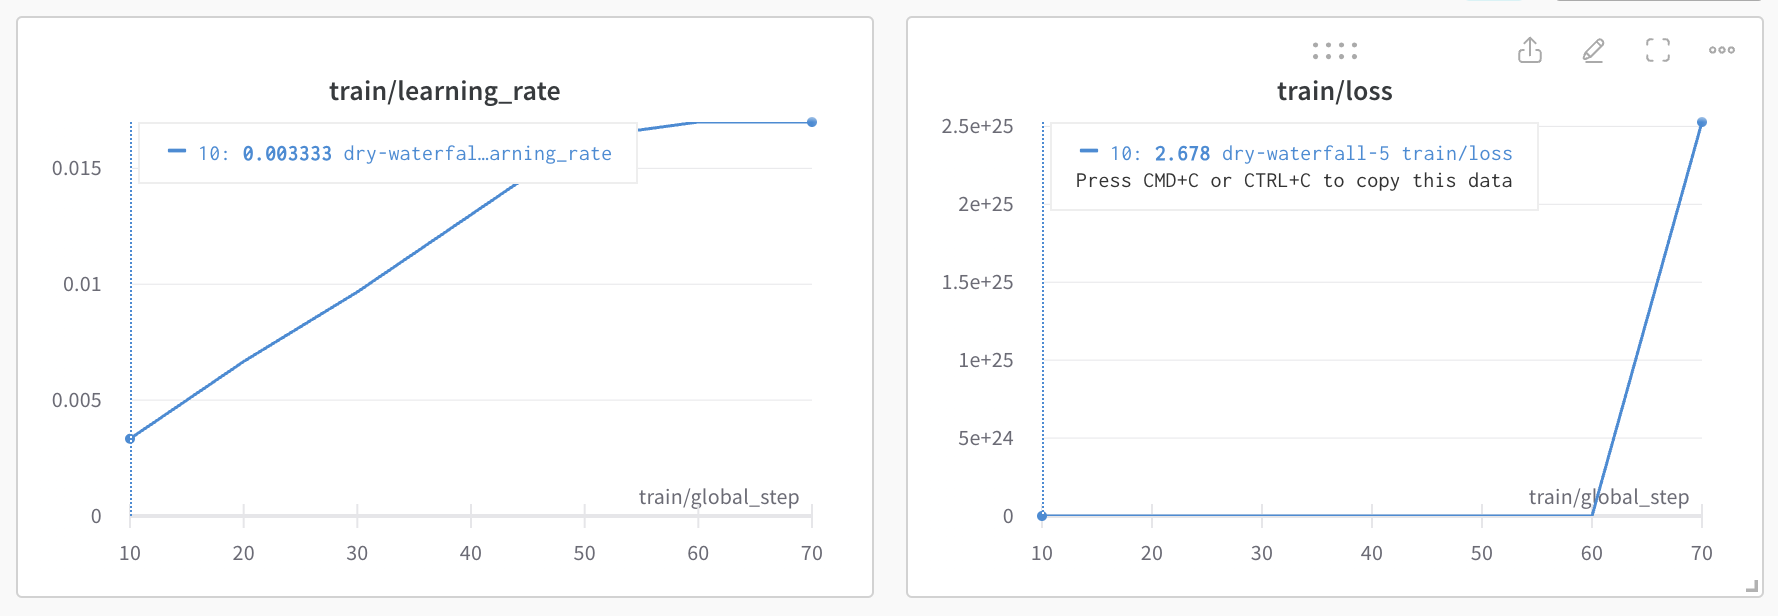 train/learning_rate
10: 0.003333 dry-waterfal...arning_rate
0.015
0.01
0.005
0
train/global_step
10 20 30 40 50 60 70
train/loss
2.5e+25
10: 2.678 dry-waterfall-5 train/loss
Press CMD+C or CTRL+C to copy this data
2e+25
1.5e+25
1e+25
5e+24
0
train/global_step
10 20 30 40 50 60 70